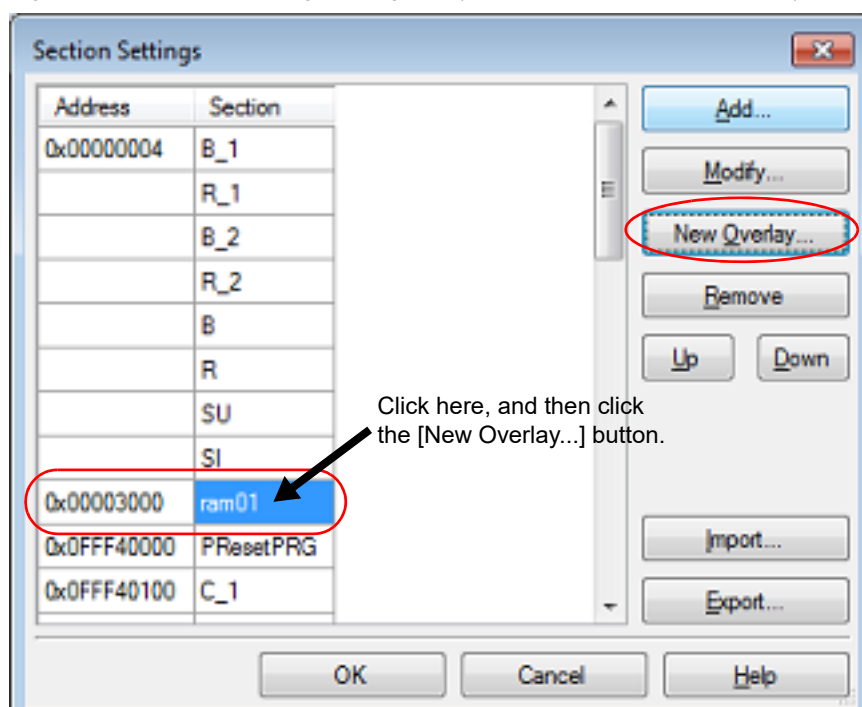 Section Settings
Address Section
0x00000004 B_1
R_1
B_2
R_2
B
R
SU
SI
0x00003000 ram01
0x0FFF40000 PResetPRG
0x0FFF40100 C_1
Add...
Modify...
New Overlay...
Remove
Up Down
Click here, and then click
the [New Overlay...] button.
Import...
Export...
OK Cancel Help